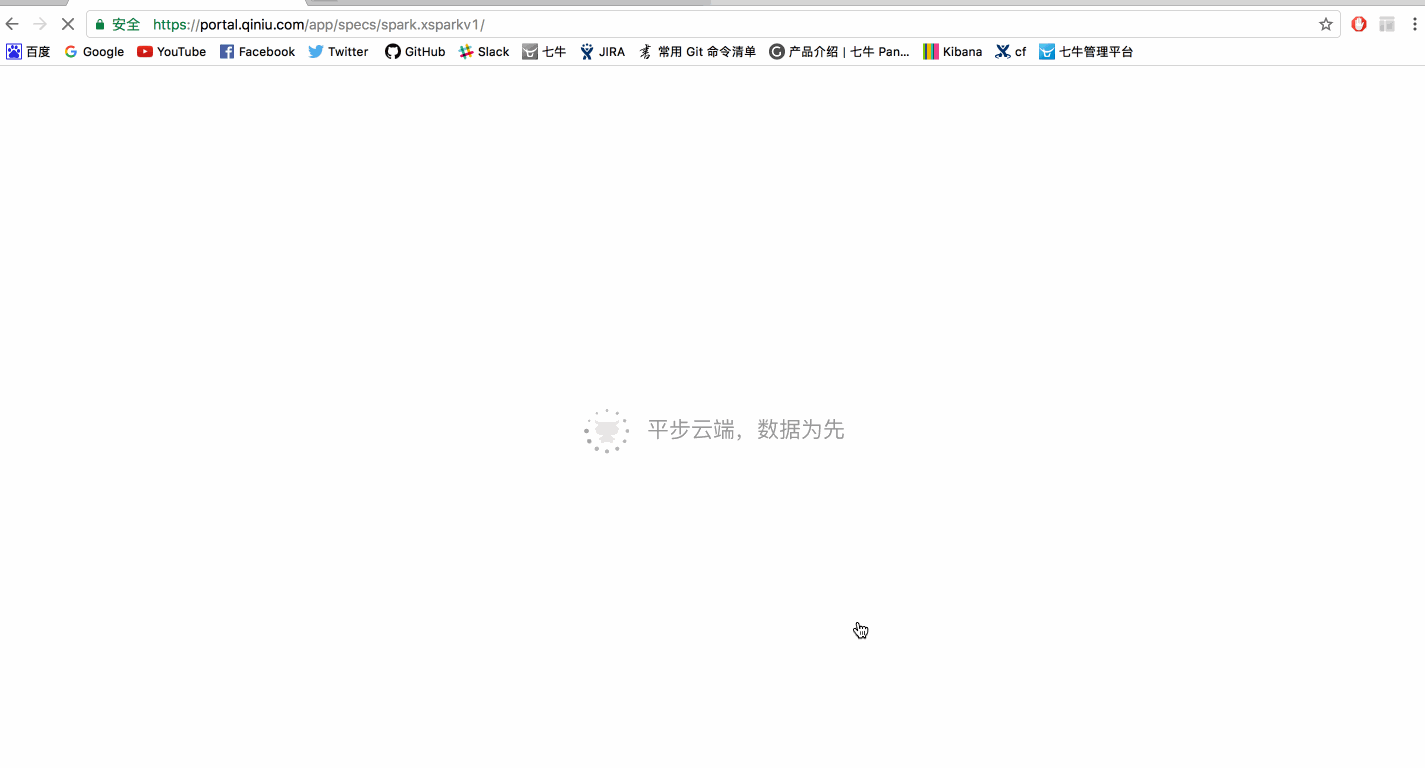 安全 https://portal.qiniu.com/app/specs/spark.xsparkv1/
百度 Google YouTube Facebook Twitter GitHub Slack 七牛 JIRA 常用 Git 命令清单 产品介绍 | 七牛 Pan... Kibana cf 七牛管理平台
平步云端，数据为先